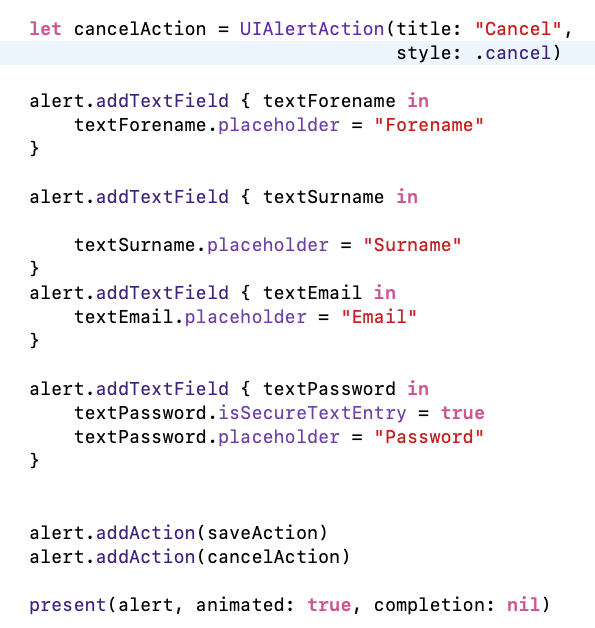 let cancelAction = UIAlertAction(title: "Cancel",
                                 style: .cancel)

alert.addTextField { textForename in
    textForename.placeholder = "Forename"
}

alert.addTextField { textSurname in

    textSurname.placeholder = "Surname"
}
alert.addTextField { textEmail in
    textEmail.placeholder = "Email"
}

alert.addTextField { textPassword in
    textPassword.isSecureTextEntry = true
    textPassword.placeholder = "Password"
}


alert.addAction(saveAction)
alert.addAction(cancelAction)

present(alert, animated: true, completion: nil)